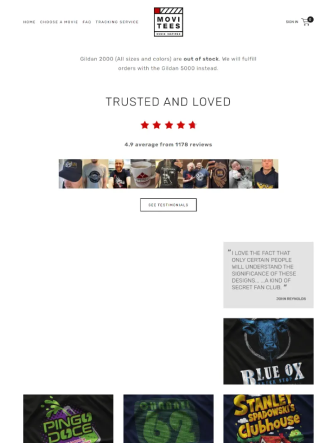 HOME CHOOSE A MOVIE FAQ TRACKING SERVICE
MOVI
TEES
SIGN IN
0
Gildan 2000 (All sizes and colors) are out of stock. We will fulfill
orders with the Gildan 5000 instead.
TRUSTED AND LOVED
4.9 average from 1178 reviews
SEE TESTIMONIALS
“I LOVE THE FACT THAT
ONLY CERTAIN PEOPLE
WILL UNDERSTAND THE
SIGNIFICANCE OF THESE
DESIGNS... ...A KIND OF
SECRET FAN CLUB.”
JOHN REYNOLDS
BLUE OX
PINGO
DOCE
STANLEY
SPADOWSKI'S
Clubhouse